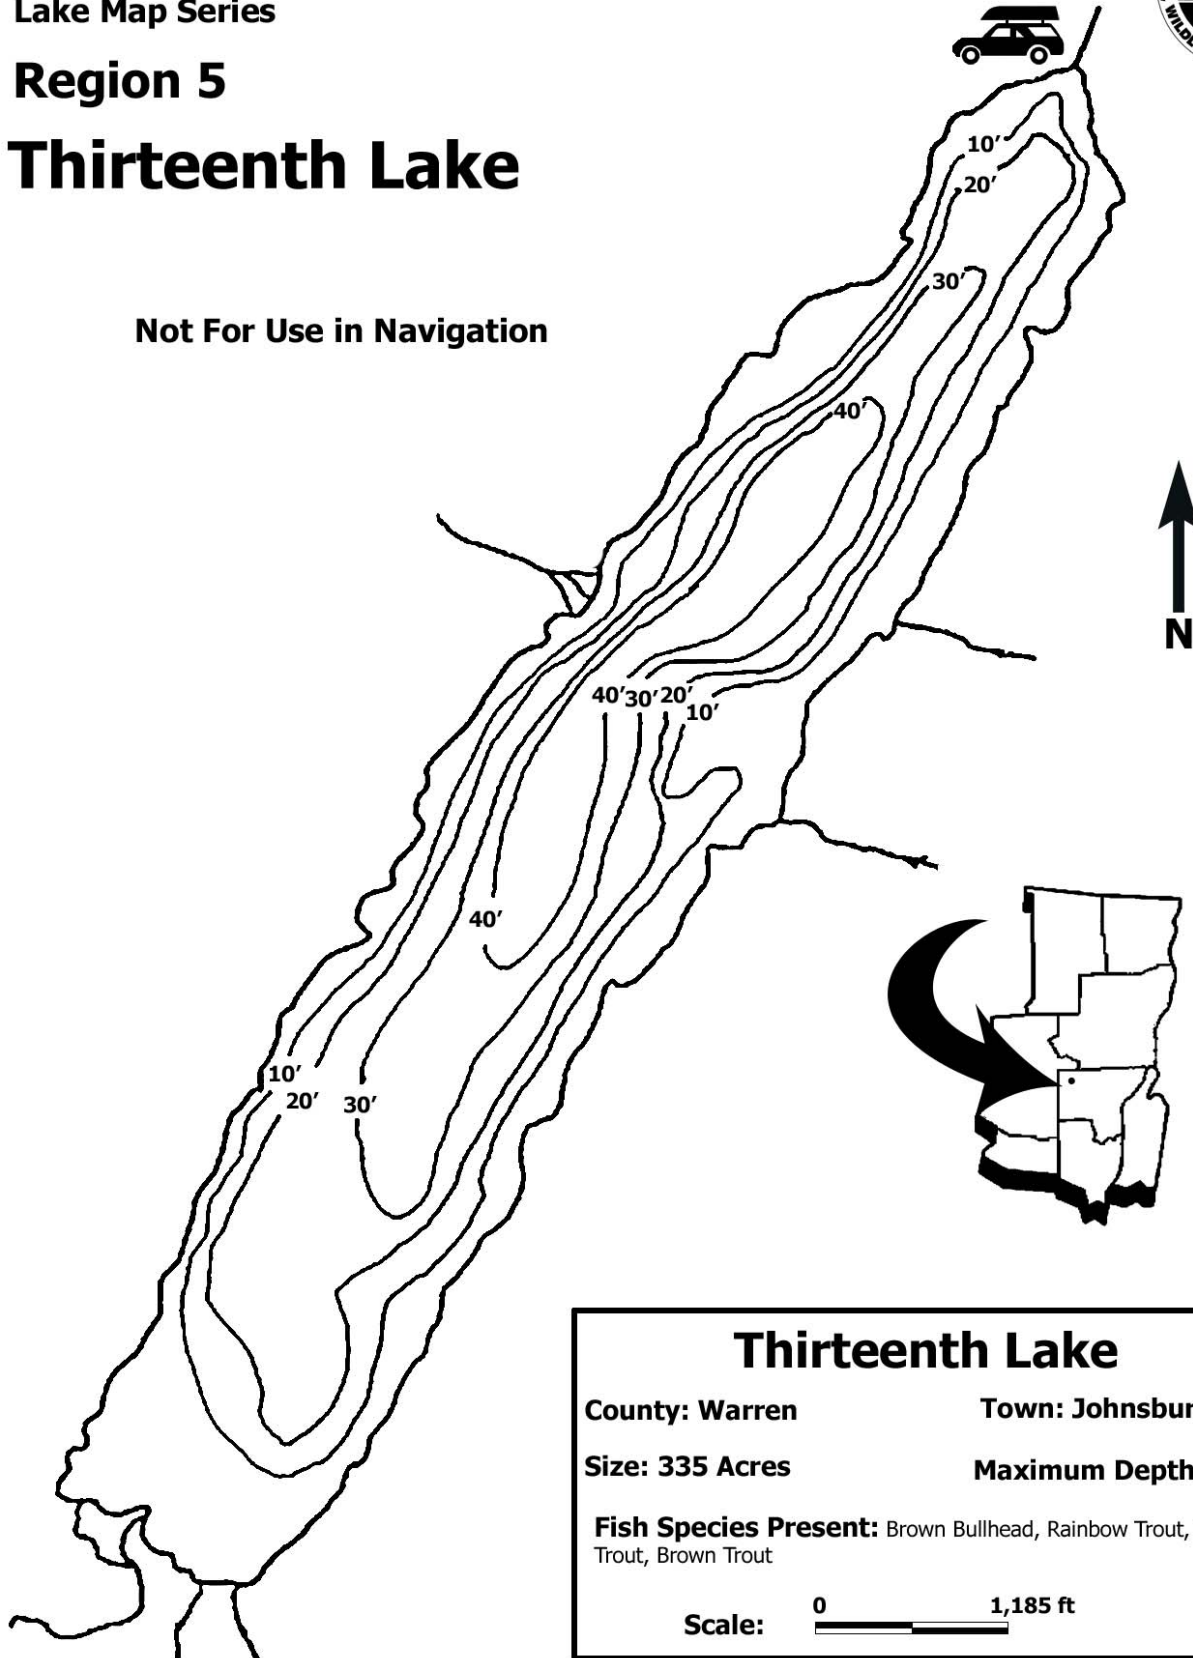 Lake Map Series
Region 5
Thirteenth Lake
Not For Use in Navigation
10'
20'
30'
40'
N
40' 30' 20'
10'
40'
10'
20' 30'
Thirteenth Lake
County: Warren Town: Johnsbur
Size: 335 Acres Maximum Depth
Fish Species Present: Brown Bullhead, Rainbow Trout,
Trout, Brown Trout
Scale: 0 1,185 ft